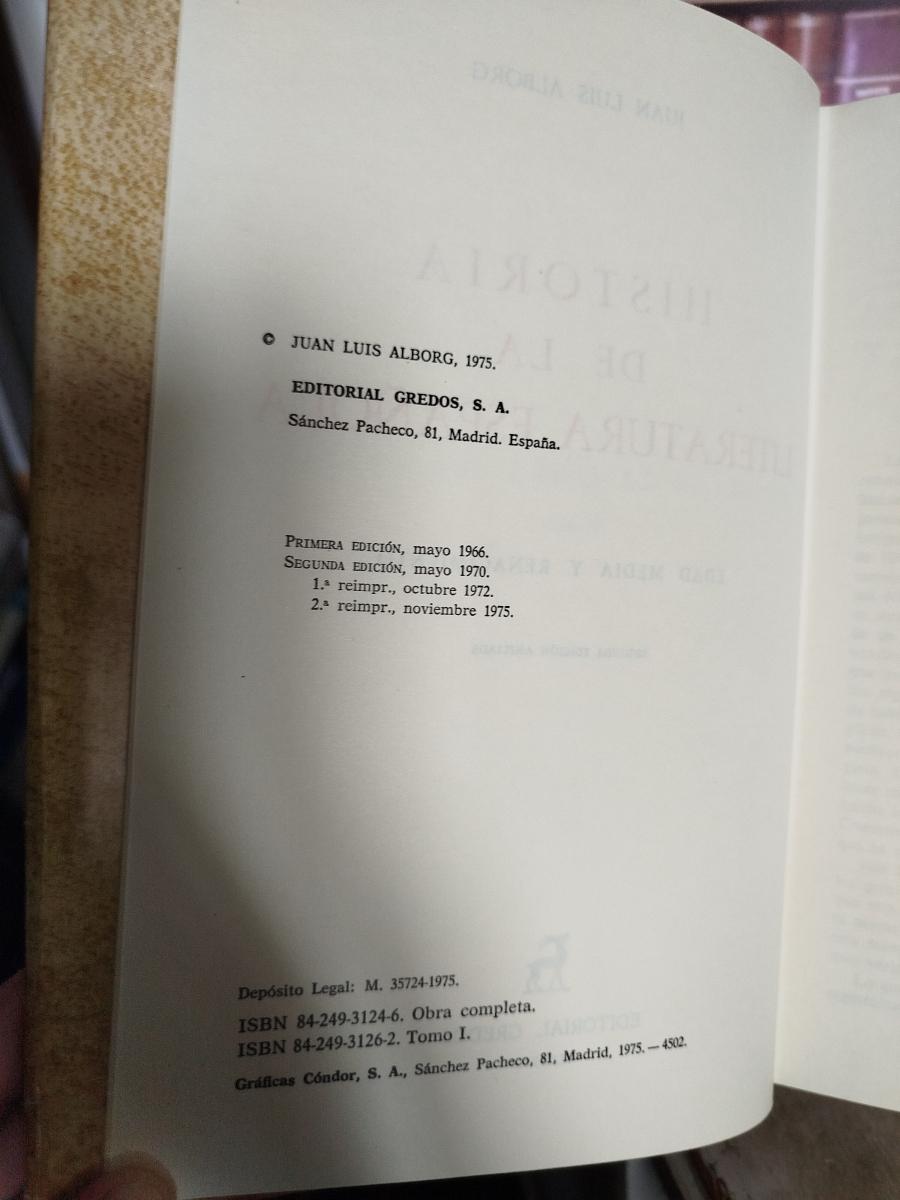 © JUAN LUIS ALBORG, 1975.
EDITORIAL GREDOS, S. A.
Sánchez Pacheco, 81, Madrid. España.
PRIMERA EDICIÓN, mayo 1966.
SEGUNDA EDICIÓN, mayo 1970.
1.ª reimpr., octubre 1972.
2.ª reimpr., noviembre 1975.
Depósito Legal: M. 35724-1975.
ISBN 84-249-3124-6. Obra completa.
ISBN 84-249-3126-2. Tomo I.
Gráficas Cóndor, S. A., Sánchez Pacheco, 81, Madrid, 1975. — 4502.